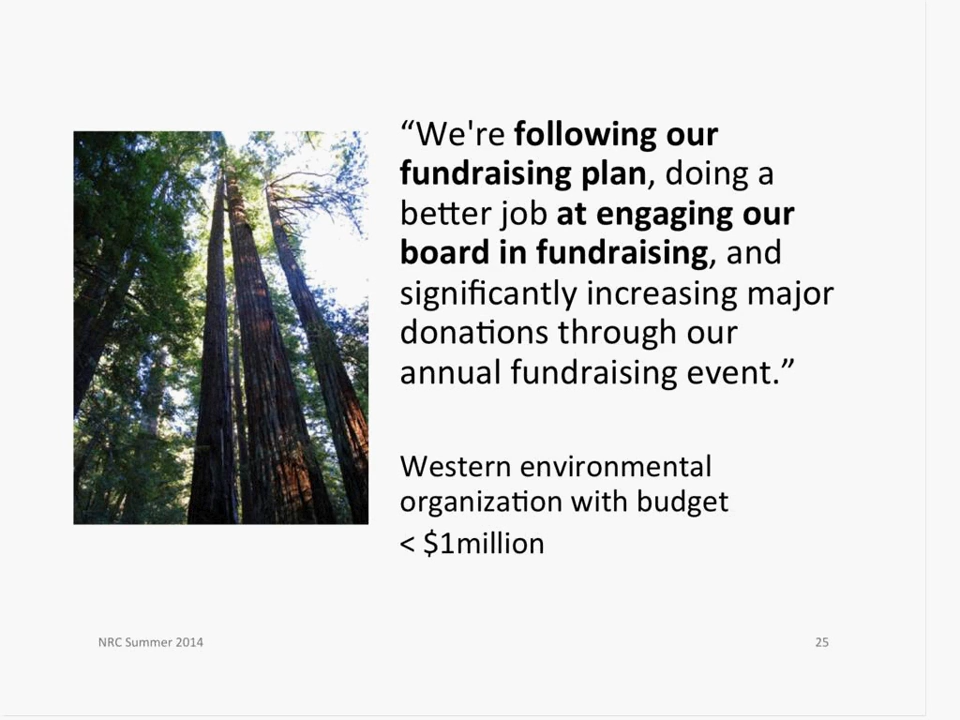 “We're following our
fundraising plan, doing a
better job at engaging our
board in fundraising, and
significantly increasing major
donations through our
annual fundraising event.”
Western environmental
organization with budget
< $1million
NRC Summer 2014
25